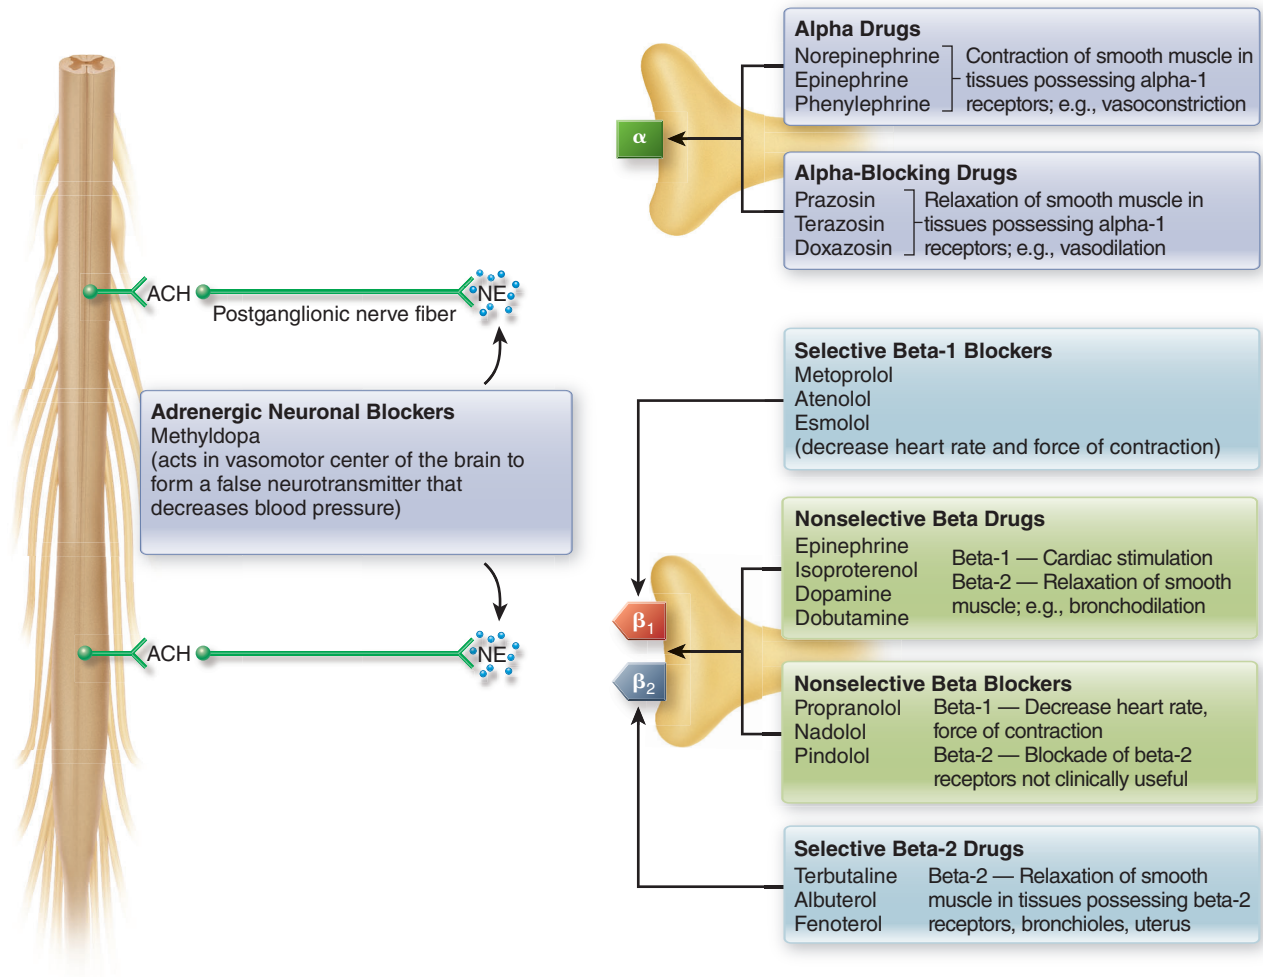 ACH
NE
Postganglionic nerve fiber
Adrenergic Neuronal Blockers
Methyldopa
(acts in vasomotor center of the brain to
form a false neurotransmitter that
decreases blood pressure)
ACH
NE
α
Alpha Drugs
Norepinephrine
Epinephrine
Phenylephrine
Contraction of smooth muscle in
tissues possessing alpha-1
receptors; e.g., vasoconstriction
Alpha-Blocking Drugs
Prazosin
Terazosin
Doxazosin
Relaxation of smooth muscle in
tissues possessing alpha-1
receptors; e.g., vasodilation
Selective Beta-1 Blockers
Metoprolol
Atenolol
Esmolol
(decrease heart rate and force of contraction)
β1
β2
Nonselective Beta Drugs
Epinephrine
Isoproterenol
Dopamine
Dobutamine
Beta-1 — Cardiac stimulation
Beta-2 — Relaxation of smooth
muscle; e.g., bronchodilation
Nonselective Beta Blockers
Propranolol
Nadolol
Pindolol
Beta-1 — Decrease heart rate,
force of contraction
Beta-2 — Blockade of beta-2
receptors not clinically useful
Selective Beta-2 Drugs
Terbutaline
Albuterol
Fenoterol
Beta-2 — Relaxation of smooth
muscle in tissues possessing beta-2
receptors, bronchioles, uterus